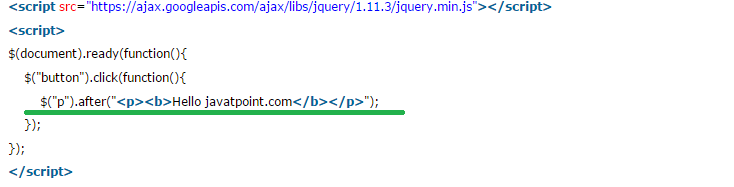 <script src="https://ajax.googleapis.com/ajax/libs/jquery/1.11.3/jquery.min.js"></script>
<script>
$(document).ready(function(){
$("button").click(function(){
$("p").after("<p><b>Hello javatpoint.com</b></p>");
});
});
</script>